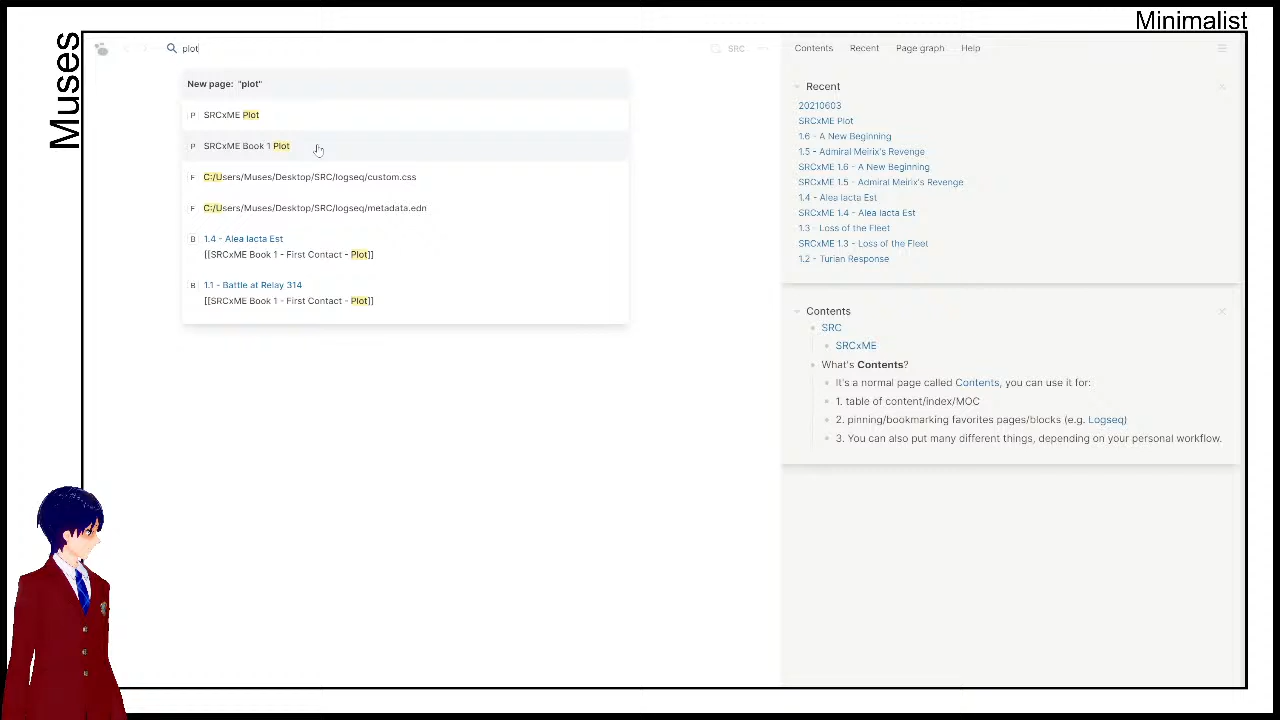 Minimalist
Muses
plot
SRC
Contents
Recent
Page graph
Help
New page: "plot"
P SRCxME Plot
P SRCxME Book 1 Plot
F C:/Users/Muses/Desktop/SRC/logseq/custom.css
F C:/Users/Muses/Desktop/SRC/logseq/metadata.edn
B 1.4 - Alea Iacta Est
[[SRCxME Book 1 - First Contact - Plot]]
B 1.1 - Battle at Relay 314
[[SRCxME Book 1 - First Contact - Plot]]
Recent
20210603
SRCxME Plot
1.6 - A New Beginning
1.5 - Admiral Meirix's Revenge
SRCxME 1.6 - A New Beginning
SRCxME 1.5 - Admiral Meirix's Revenge
1.4 - Alea Iacta Est
SRCxME 1.4 - Alea Iacta Est
1.3 - Loss of the Fleet
SRCxME 1.3 - Loss of the Fleet
1.2 - Turian Response
Contents
SRC
SRCxME
What's Contents?
It's a normal page called Contents, you can use it for:
1. table of content/index/MOC
2. pinning/bookmarking favorites pages/blocks (e.g. Logseq)
3. You can also put many different things, depending on your personal workflow.